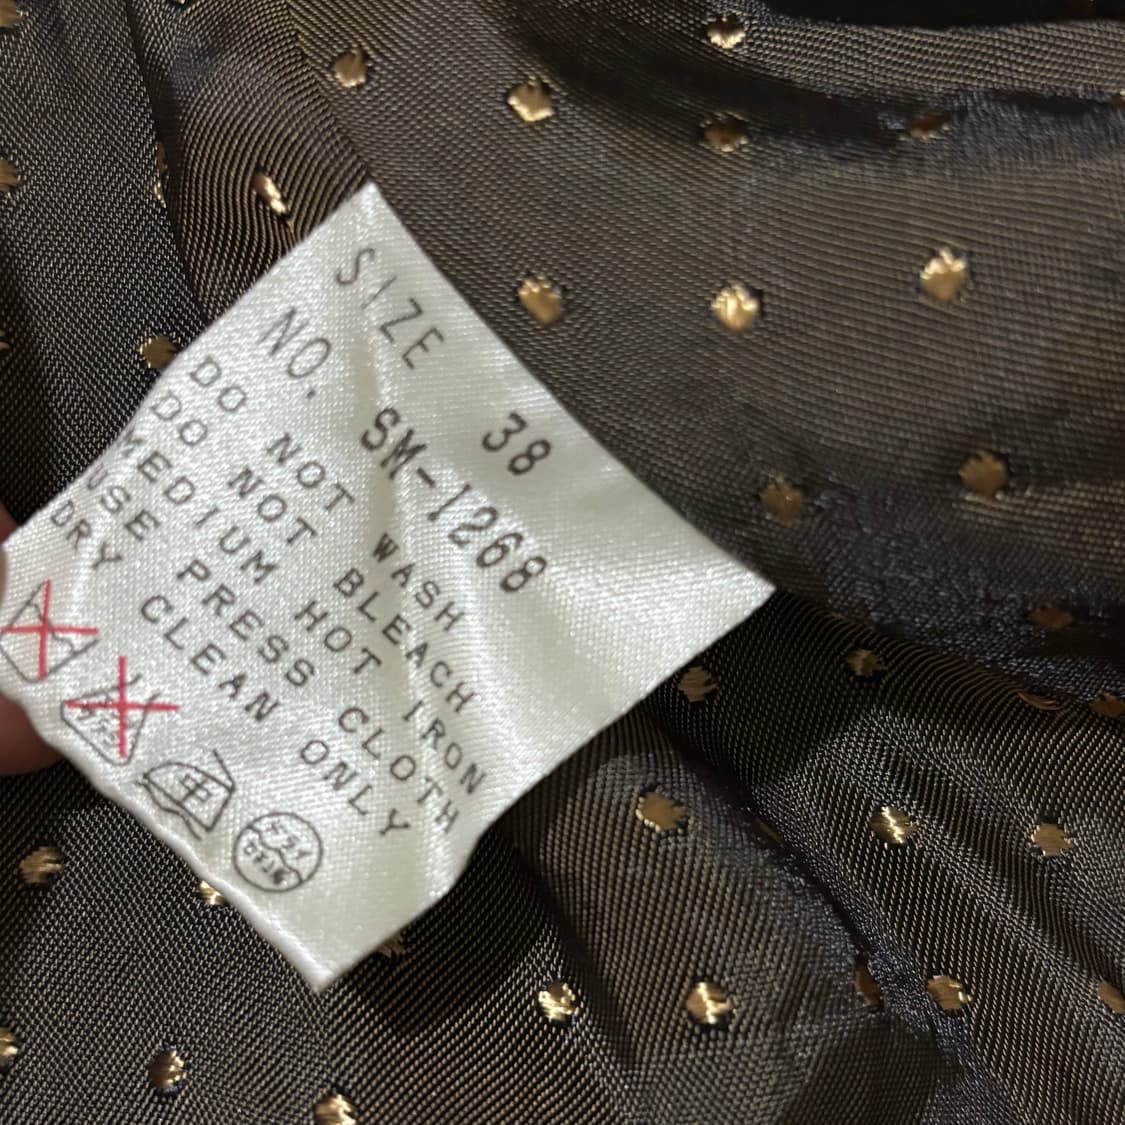 SIZE 38
NO. SM-1268
DO NOT WASH
DO NOT BLEACH
MEDIUM HOT IRON
USE PRESS CLOTH
DRY CLEAN ONLY
中